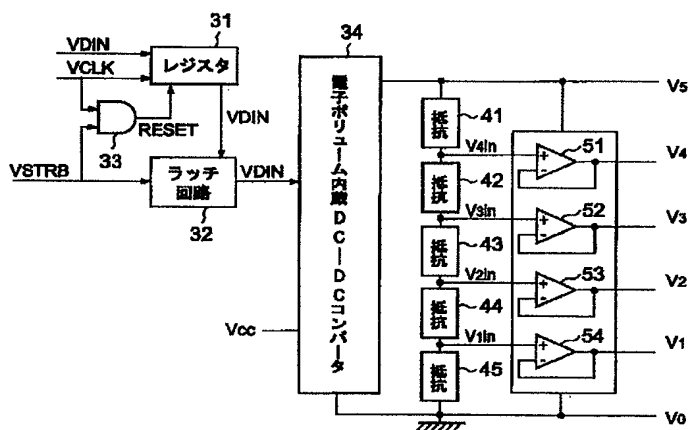 31
34
VDIN
VCLK
レジスタ
RESET
33
VDIN
VSTRB
ラッチ
回路
VDIN
32
電子ボリューム内蔵DC-DCコンバータ
Vcc
抵抗
41
抵抗
42
抵抗
43
抵抗
44
抵抗
45
V4in
V3in
V2in
V1in
+
-
51
+
-
52
+
-
53
+
-
54
V5
V4
V3
V2
V1
V0